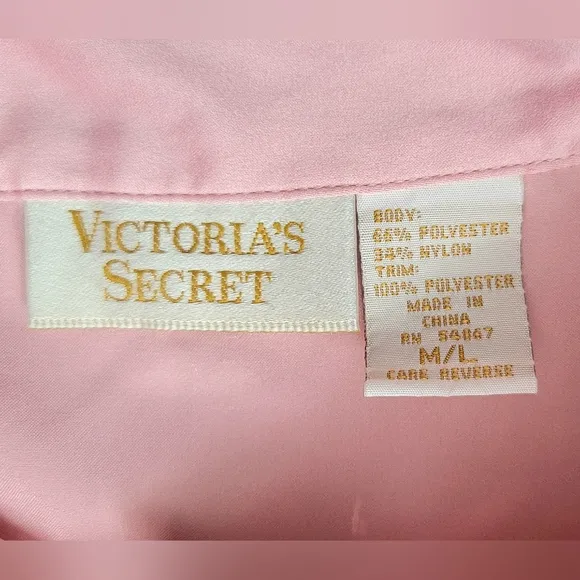 VICTORIA'S
SECRET
BODY:
66% POLYESTER
34% NYLON
TRIM:
100% POLYESTER
MADE IN
CHINA
RN 54867
M/L
CARE REVERSE